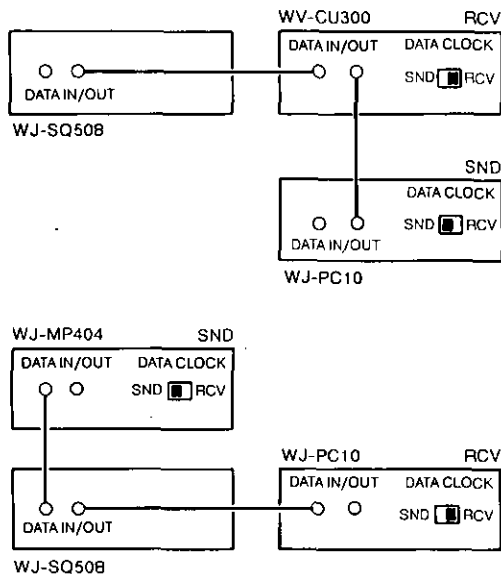 WV-CU300 RCV
DATA IN/OUT DATA CLOCK
SND RCV
DATA IN/OUT
WJ-SQ508
SND
DATA CLOCK
SND RCV
DATA IN/OUT
WJ-PC10
WJ-MP404 SND
DATA IN/OUT DATA CLOCK
SND RCV
WJ-PC10 RCV
DATA IN/OUT DATA CLOCK
SND RCV
DATA IN/OUT
WJ-SQ508